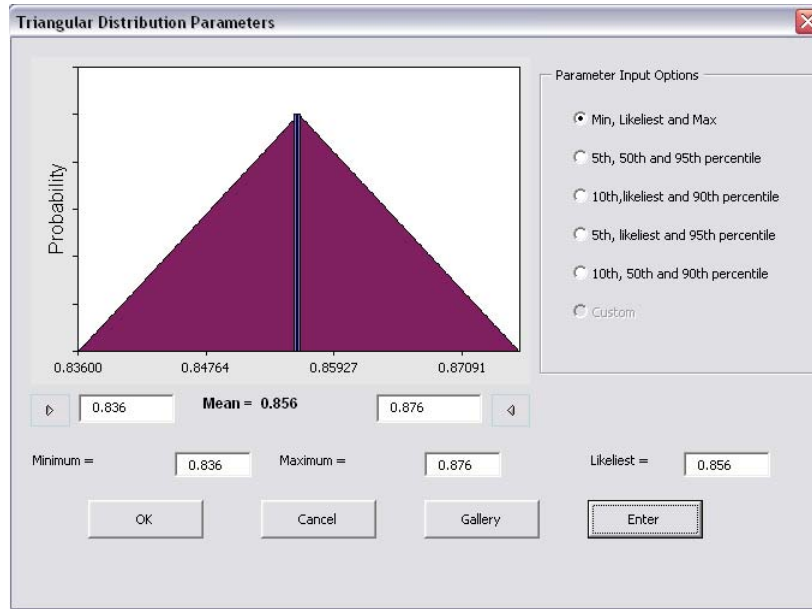 Triangular Distribution Parameters
Probability
0.83600 0.84764 0.85927 0.87091
0.836 Mean = 0.856 0.876
Parameter Input Options
Min, Likeliest and Max
5th, 50th and 95th percentile
10th,likeliest and 90th percentile
5th, likeliest and 95th percentile
10th, 50th and 90th percentile
Custom
Minimum = 0.836 Maximum = 0.876 Likeliest = 0.856
OK Cancel Gallery Enter